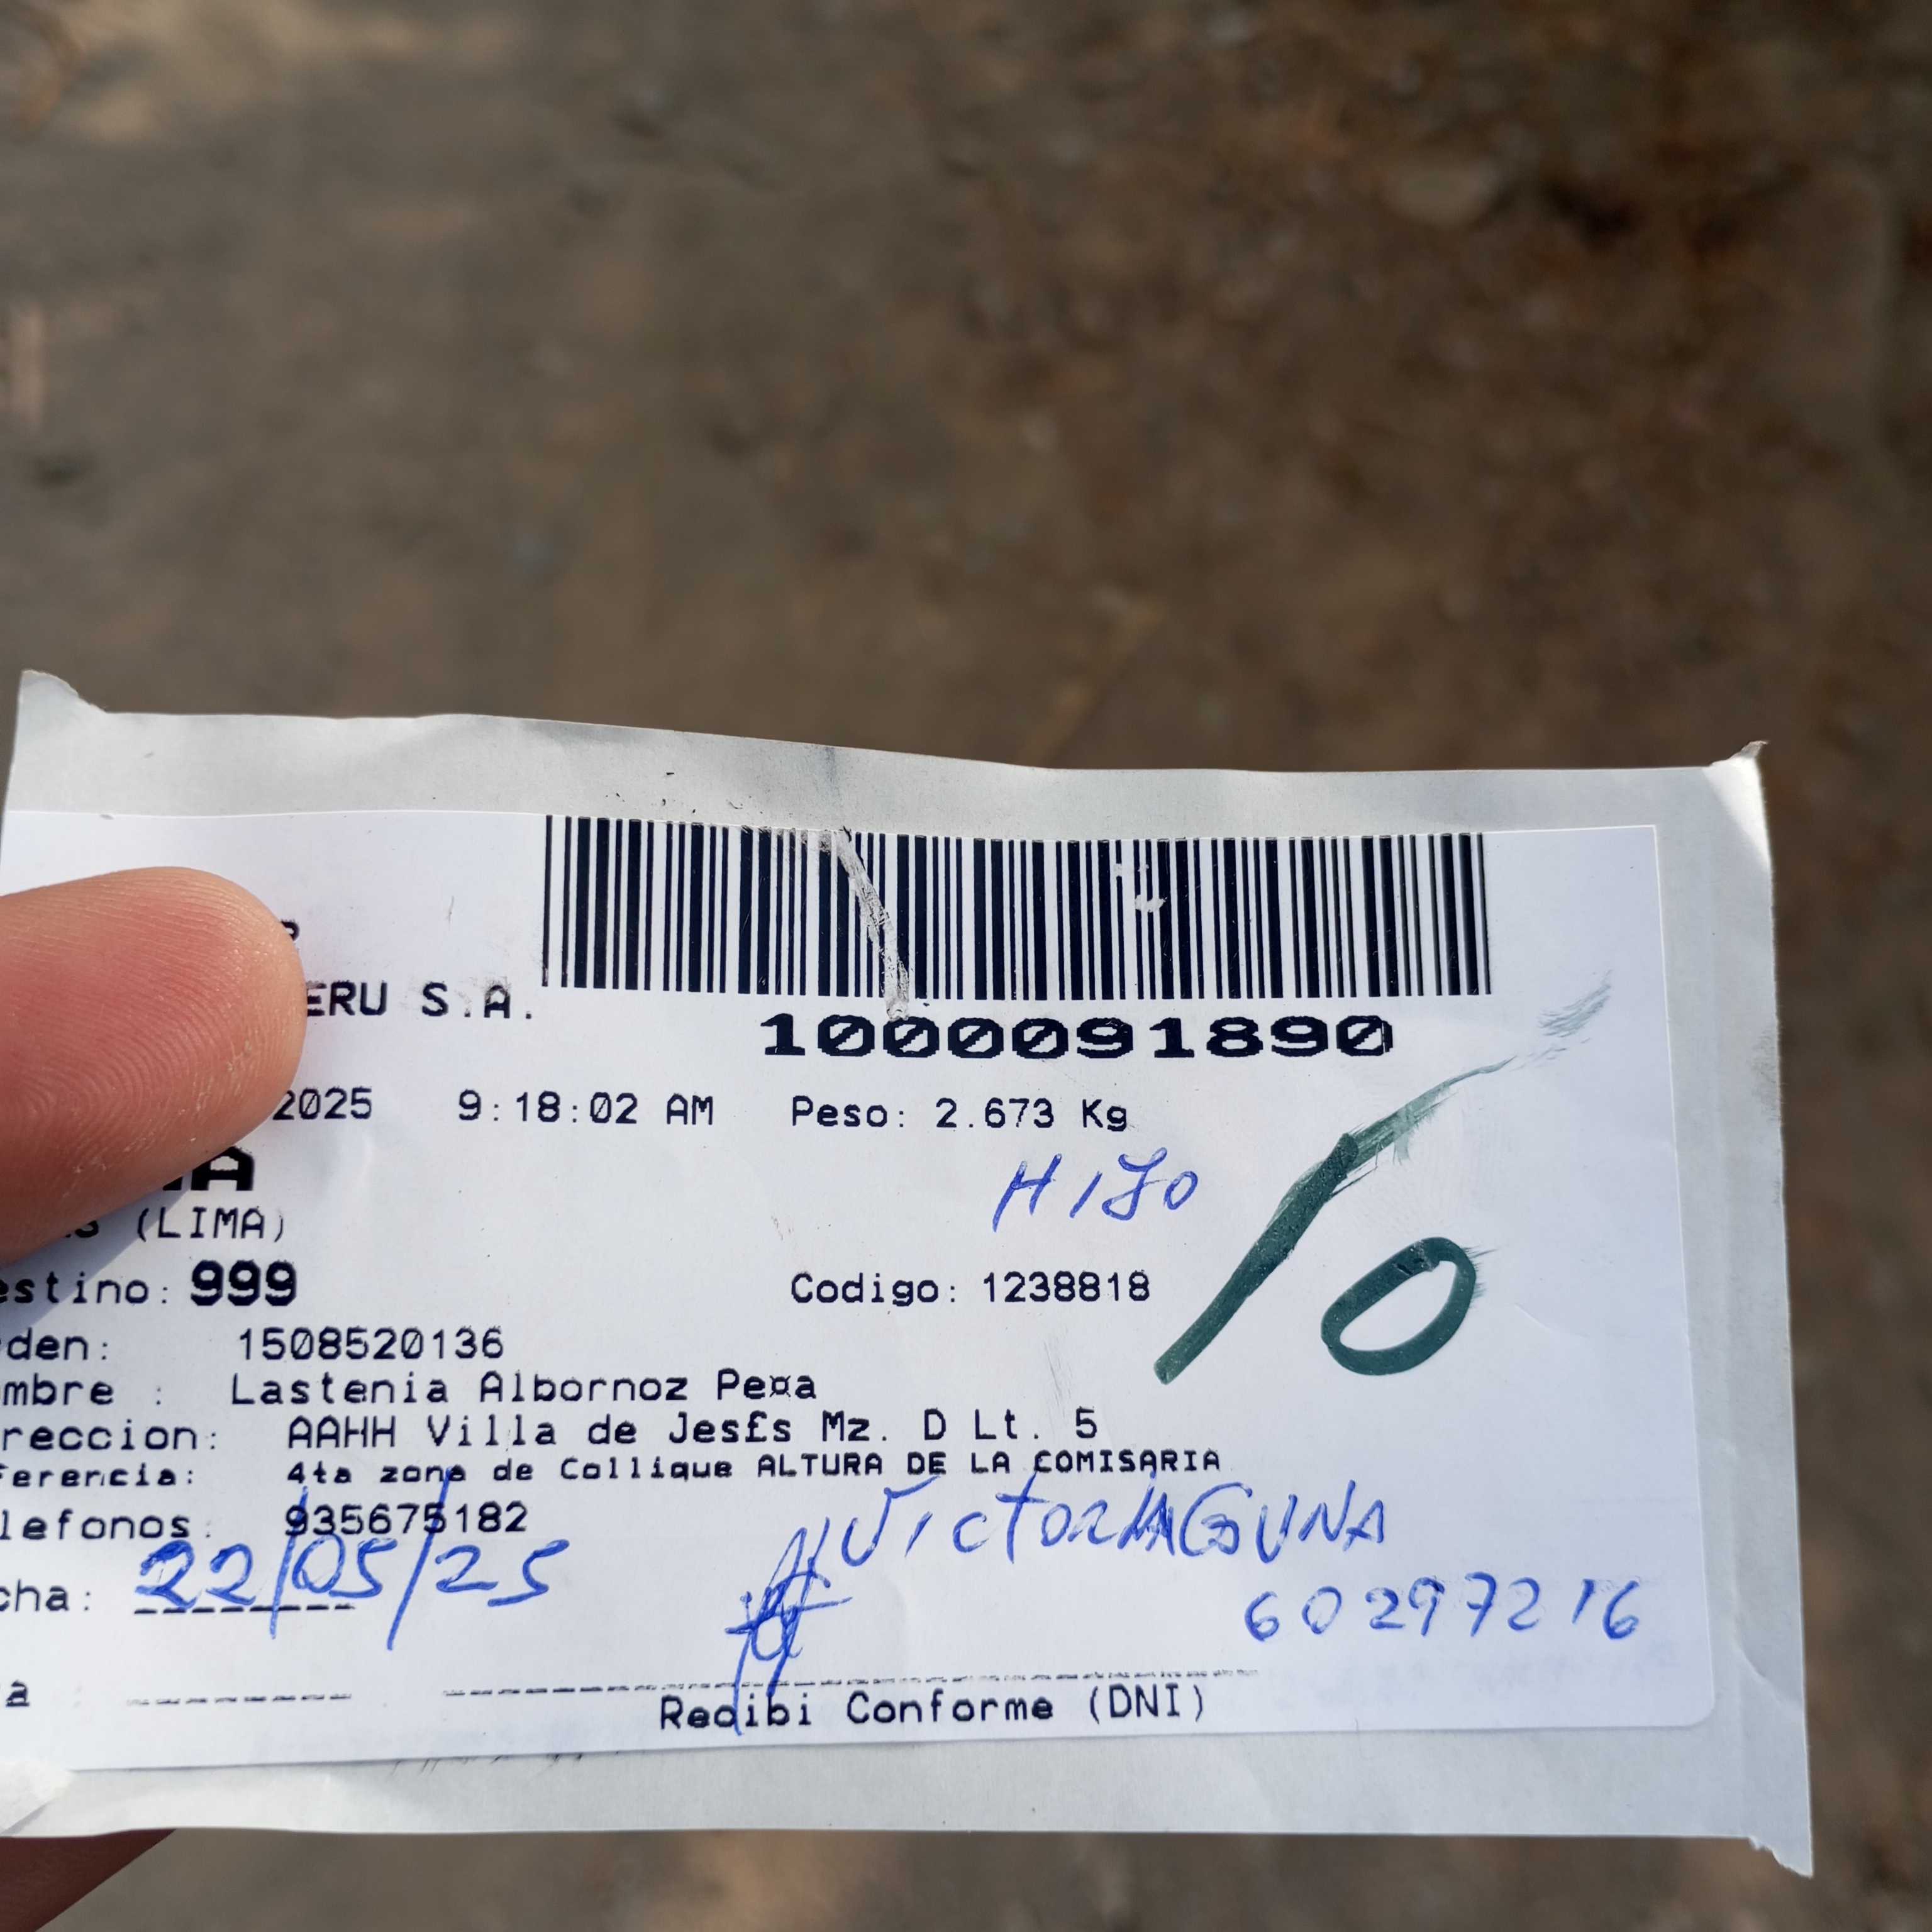 ERU S.A.
1000091890
2025 9:18:02 AM Peso: 2.673 Kg
A
HIJO
(LIMA)
10
estino: 999 Codigo: 1238818
den: 1508520136
mbre : Lastenia Albornoz Pe¤a
reccion: AAHH Villa de Jes£s Mz. D Lt. 5
ferencia: 4ta zona de Collique ALTURA DE LA COMISARIA
lefonos: 935675182
Victor LAGUNA
cha: 22/05/25
60297216
a :
Recibi Conforme (DNI)